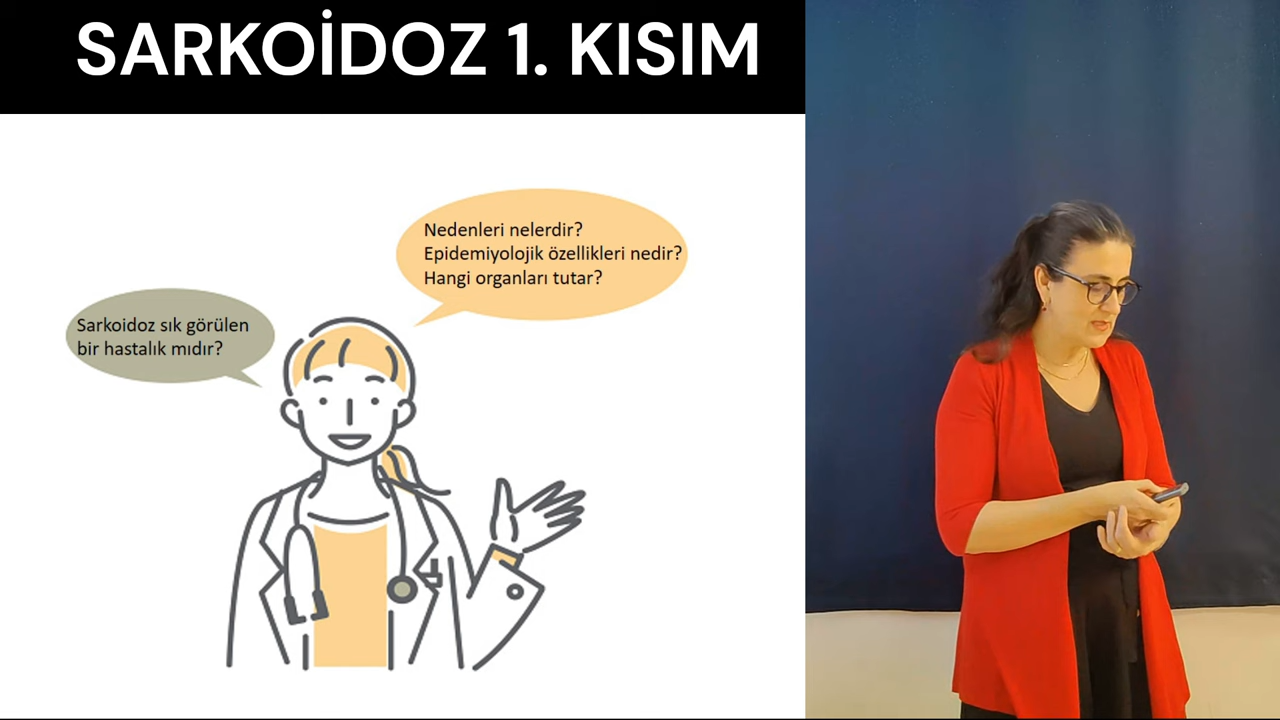 SARKOİDOZ 1. KISIM
Nedenleri nelerdir?
Epidemiyolojik özellikleri nedir?
Hangi organları tutar?
Sarkoidoz sık görülen
bir hastalık mıdır?